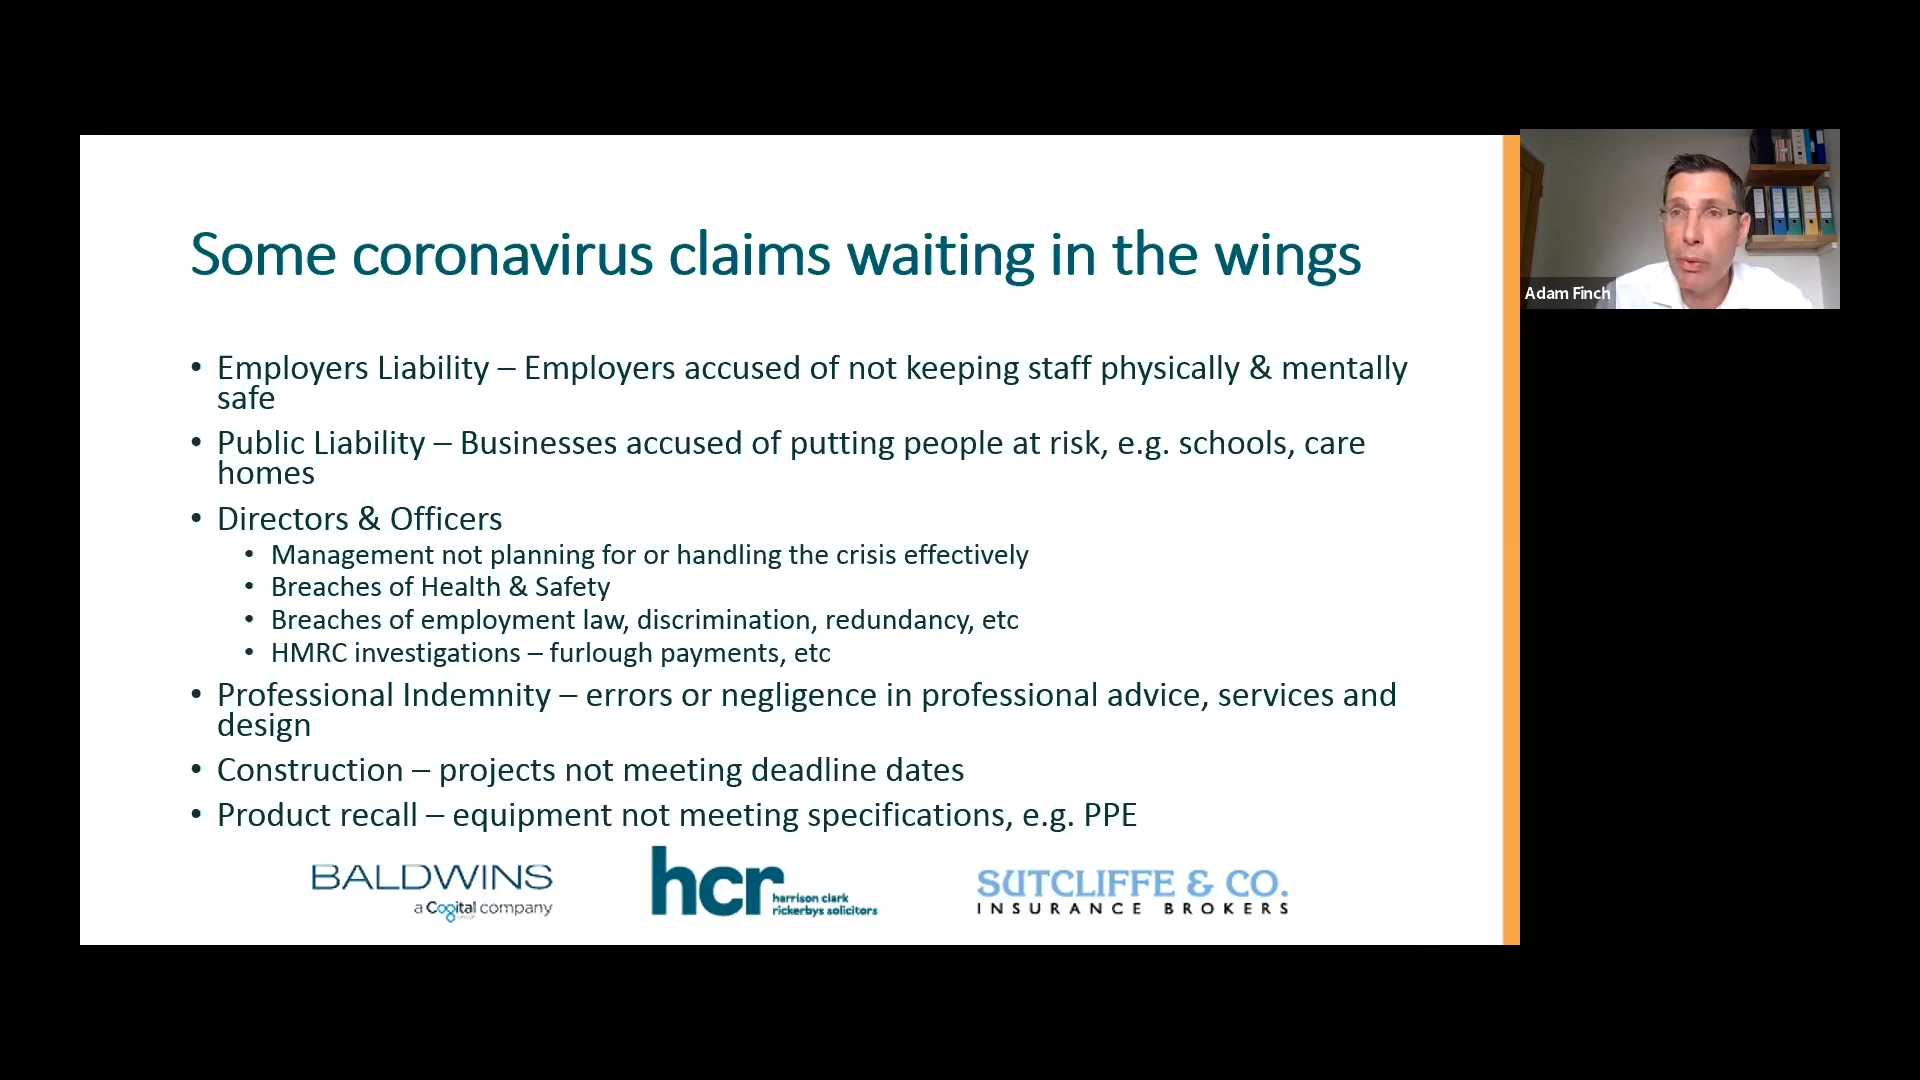 Some coronavirus claims waiting in the wings
Adam Finch
• Employers Liability – Employers accused of not keeping staff physically & mentally
safe
• Public Liability – Businesses accused of putting people at risk, e.g. schools, care
homes
• Directors & Officers
• Management not planning for or handling the crisis effectively
• Breaches of Health & Safety
• Breaches of employment law, discrimination, redundancy, etc
• HMRC investigations – furlough payments, etc
• Professional Indemnity – errors or negligence in professional advice, services and
design
• Construction – projects not meeting deadline dates
• Product recall – equipment not meeting specifications, e.g. PPE
BALDWINS
a Cogital company
hcr
harrison clark
rickerbys solicitors
SUTCLIFFE & CO.
INSURANCE BROKERS